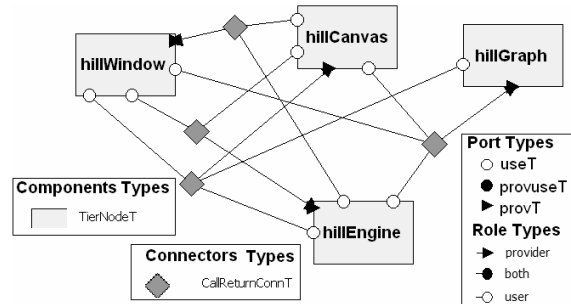 hillCanvas
hillWindow
hillGraph
Port Types
useT
provuseT
provT
Components Types
TierNodeT
hillEngine
Role Types
provider
both
user
Connectors Types
CallReturnConnT